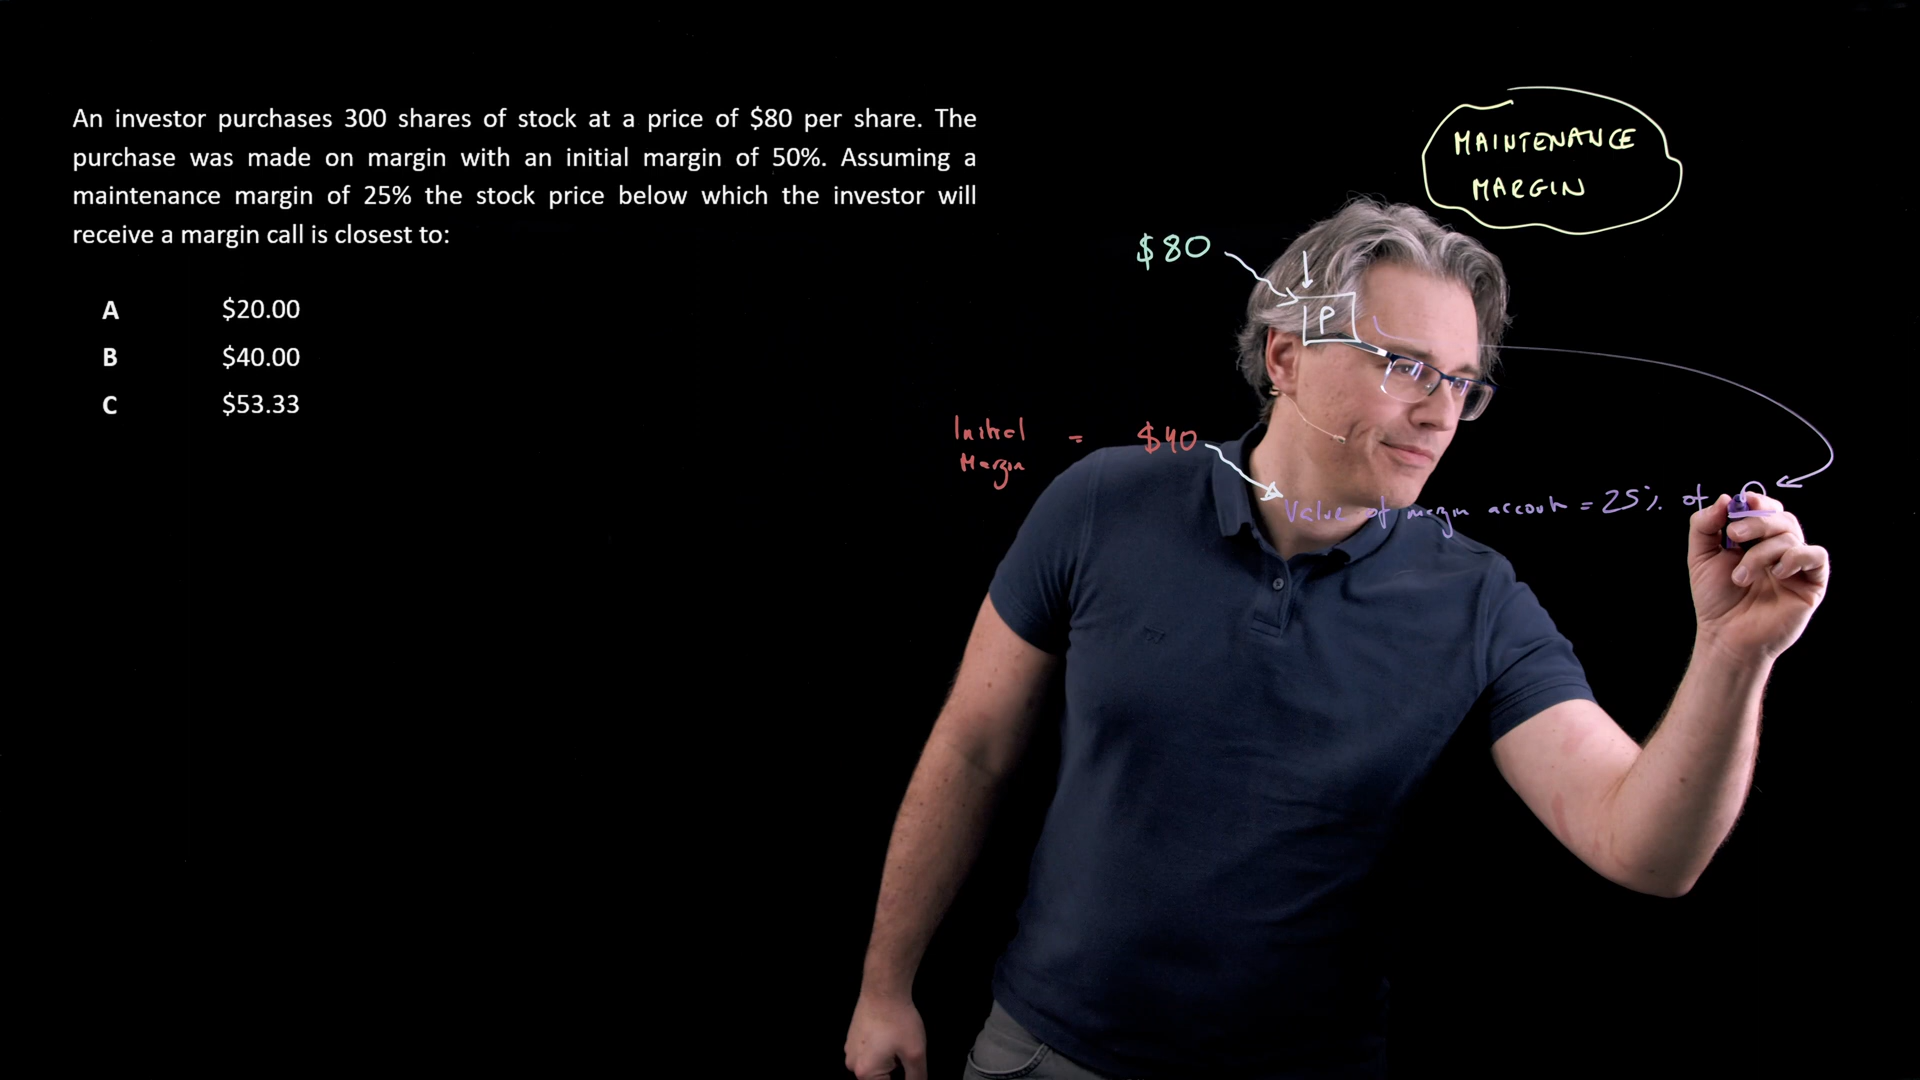 An investor purchases 300 shares of stock at a price of $80 per share. The
purchase was made on margin with an initial margin of 50%. Assuming a
maintenance margin of 25% the stock price below which the investor will
receive a margin call is closest to:
A $20.00
B $40.00
C $53.33
MAINTENANCE
MARGIN
$80
P
Initial
Margin
= $40
Value of margin account = 25% of